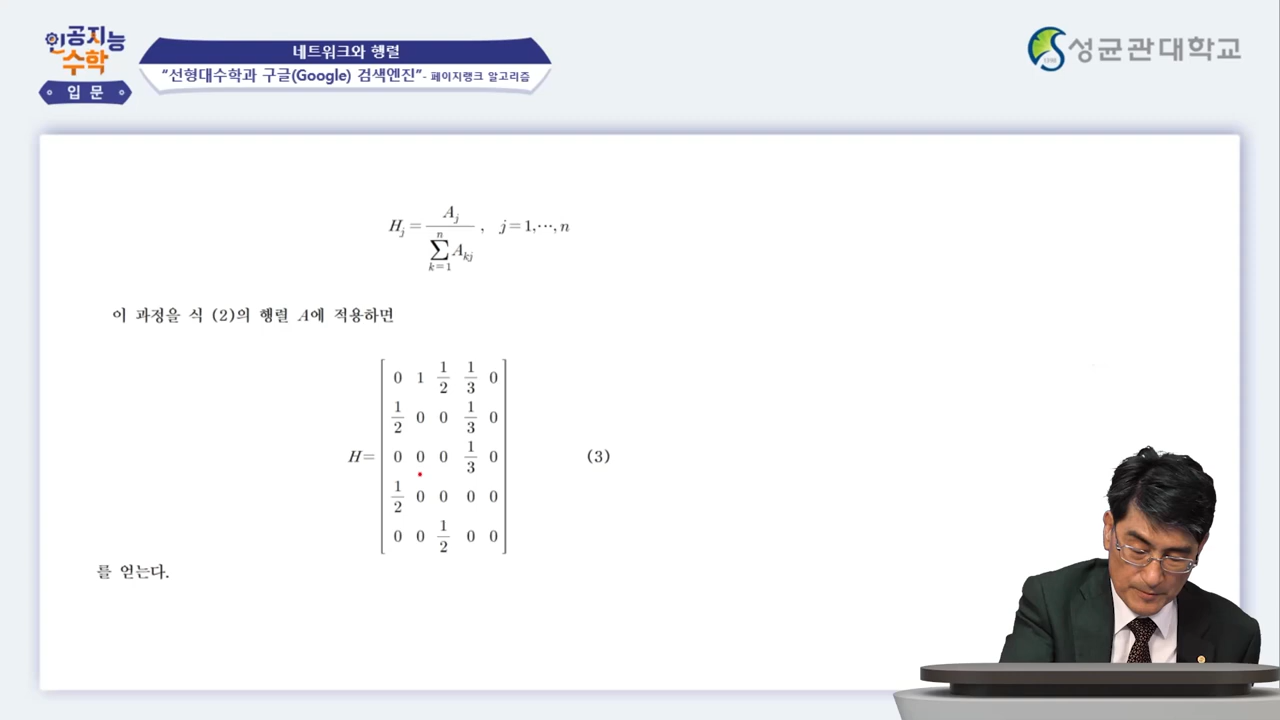 인공지능
수학
입문
네트워크와 행렬
“선형대수학과 구글(Google) 검색엔진”- 페이지랭크 알고리즘
성균관대학교
1398
H_j = A_j / ∑_{k=1}^{n} A_{kj} , j=1,⋯,n
이 과정을 식 (2)의 행렬 A에 적용하면
H= [ 0 1 1/2 1/3 0
1/2 0 0 1/3 0
0 0 0 1/3 0
1/2 0 0 0 0
0 0 1/2 0 0 ] (3)
를 얻는다.